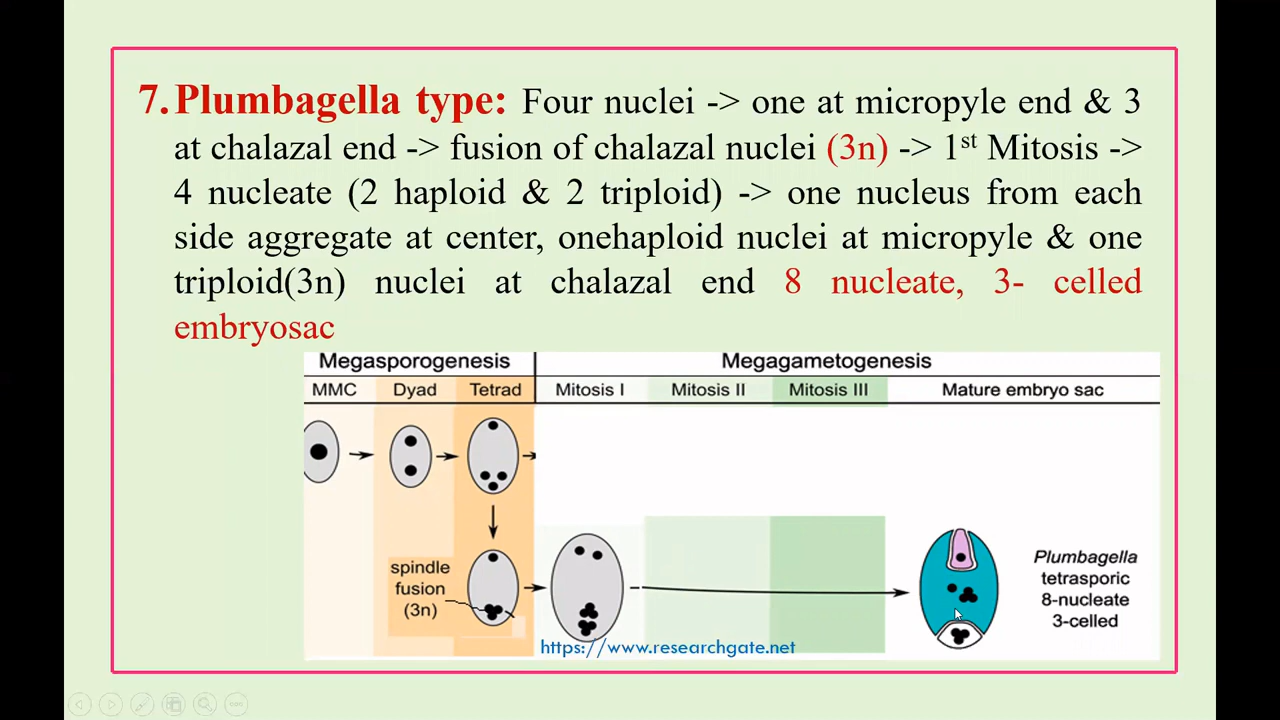 7. Plumbagella type: Four nuclei -> one at micropyle end & 3
at chalazal end -> fusion of chalazal nuclei (3n) -> 1st Mitosis ->
4 nucleate (2 haploid & 2 triploid) -> one nucleus from each
side aggregate at center, onehaploid nuclei at micropyle & one
triploid(3n) nuclei at chalazal end 8 nucleate, 3- celled
embryosac
Megasporogenesis Megagametogenesis
MMC Dyad Tetrad Mitosis I Mitosis II Mitosis III Mature embryo sac
spindle
fusion
(3n)
Plumbagella
tetrasporic
8-nucleate
3-celled
https://www.researchgate.net